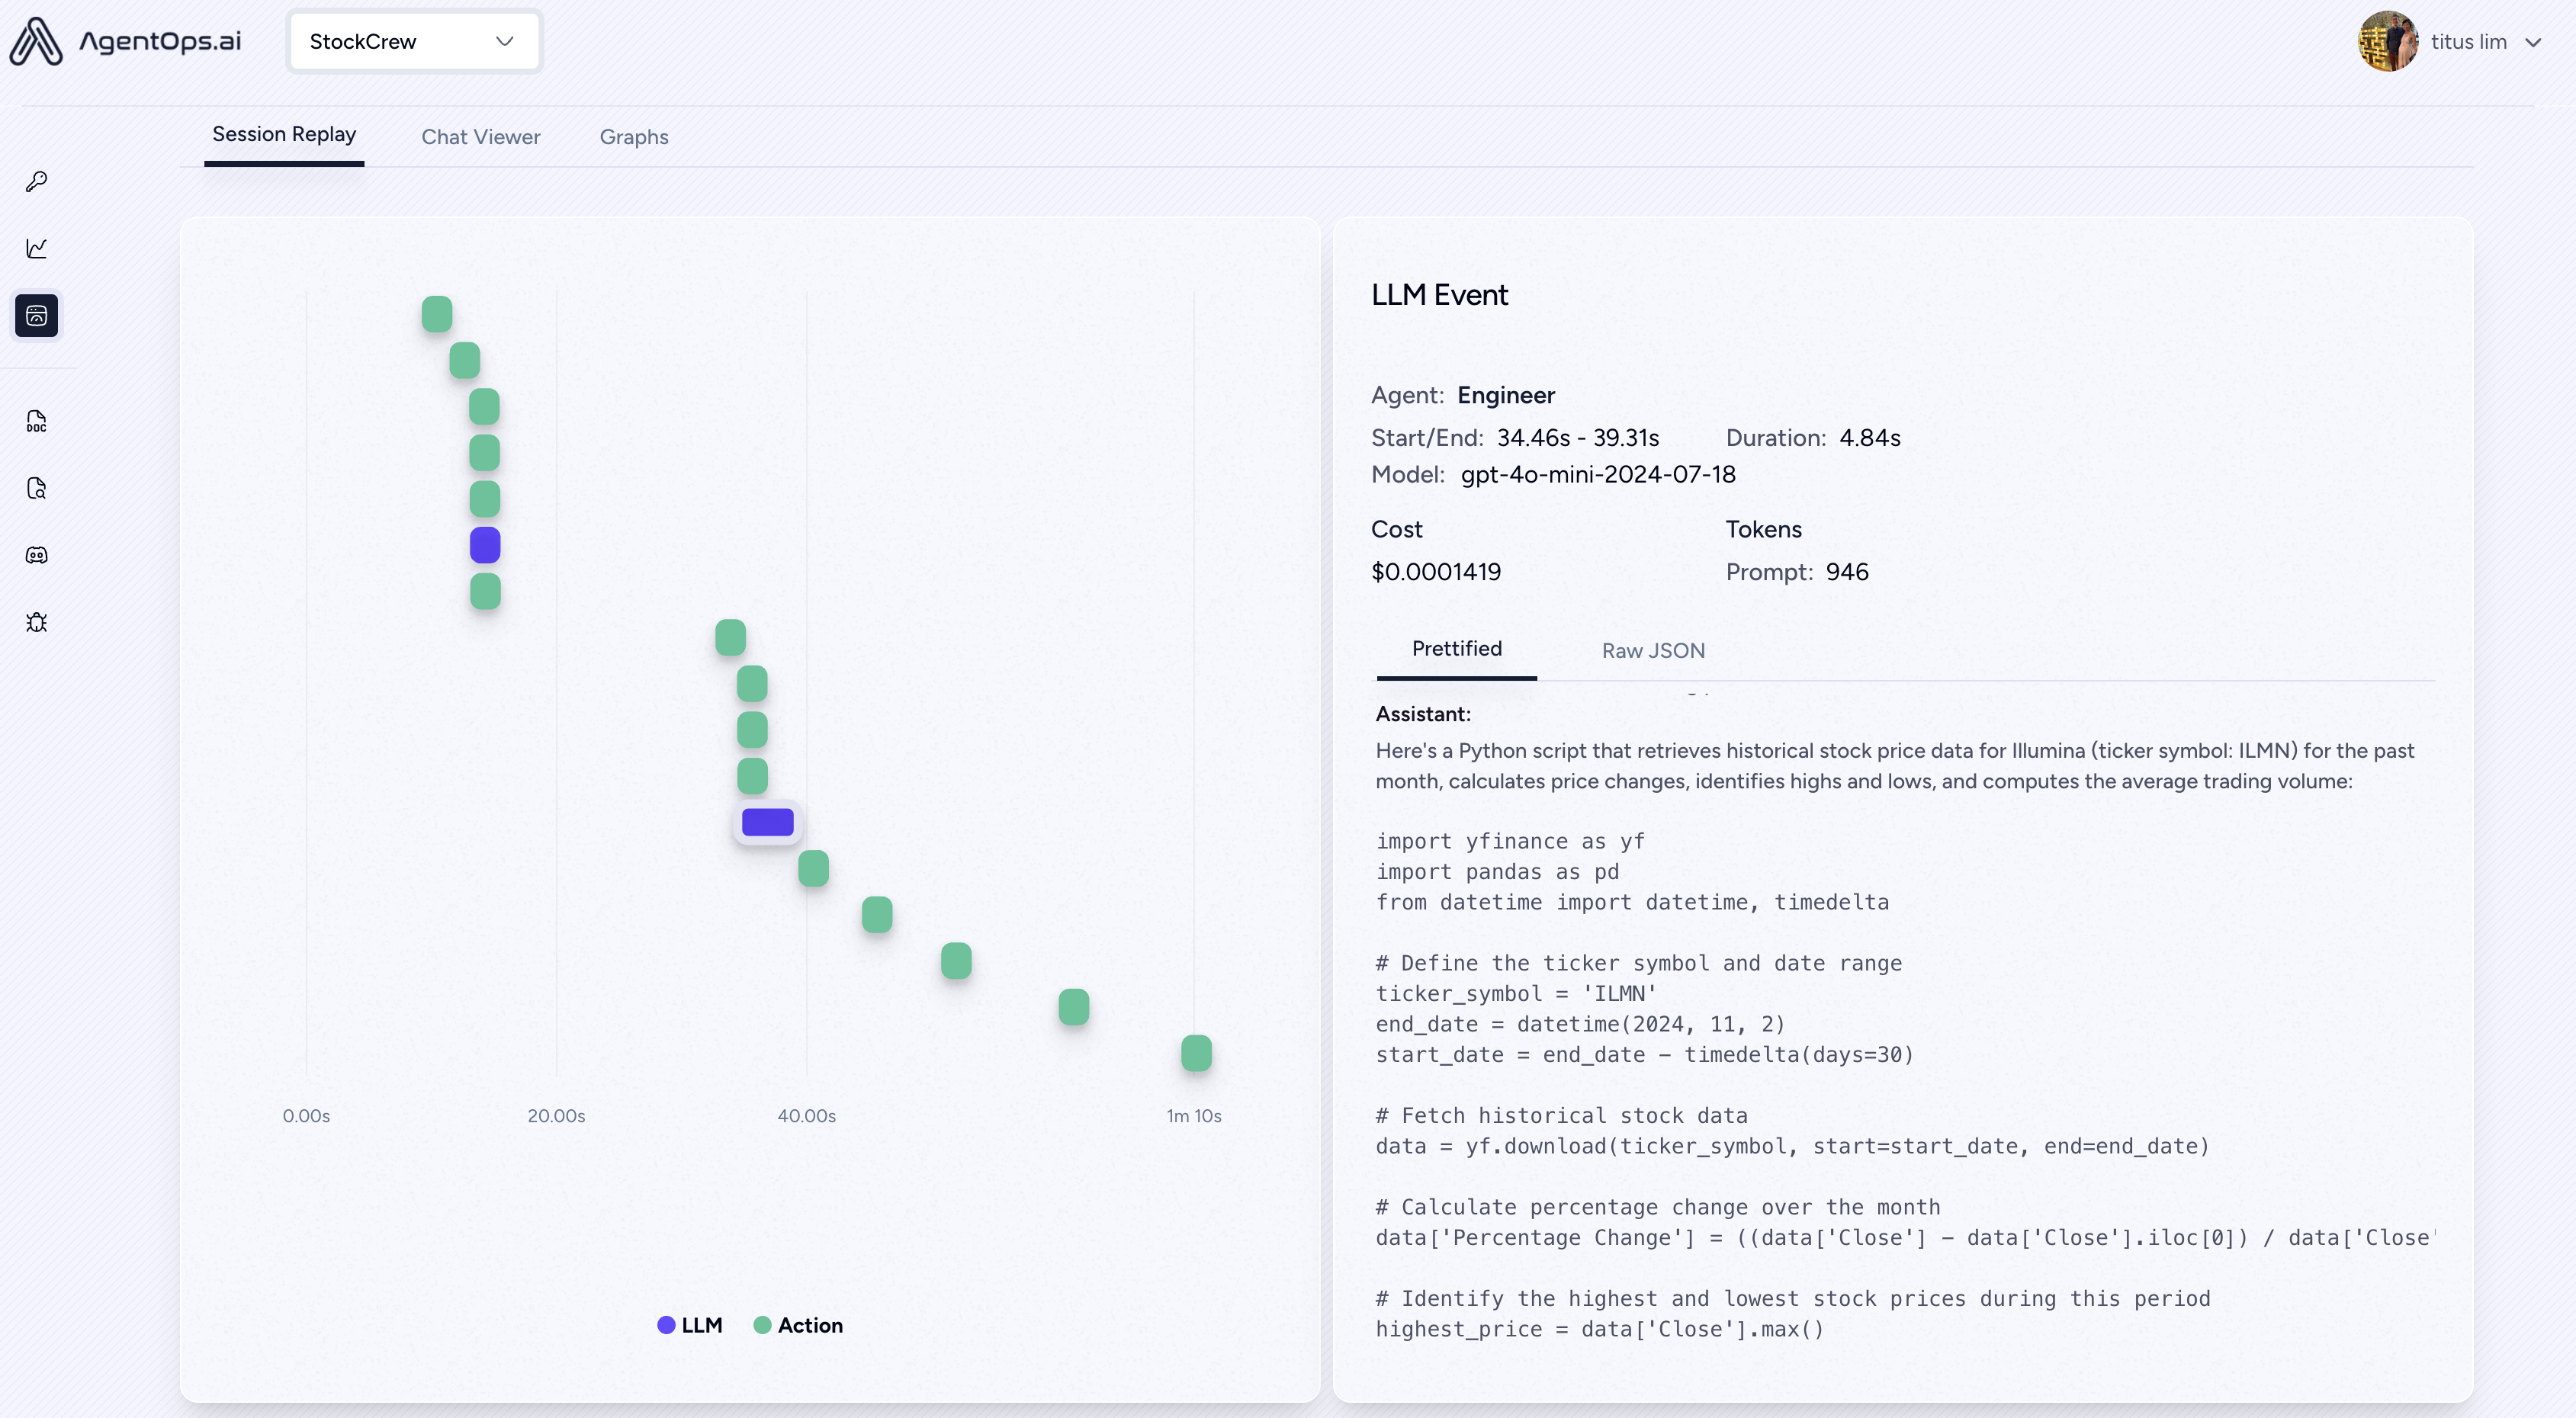 AgentOps.ai
StockCrew
titus lim
Session Replay
Chat Viewer
Graphs
DOC
0.00s
20.00s
40.00s
1m 10s
LLM
Action
LLM Event
Agent: Engineer
Start/End: 34.46s - 39.31s
Duration: 4.84s
Model: gpt-4o-mini-2024-07-18
Cost
Tokens
$0.0001419
Prompt: 946
Prettified
Raw JSON
Assistant:
Here's a Python script that retrieves historical stock price data for Illumina (ticker symbol: ILMN) for the past
month, calculates price changes, identifies highs and lows, and computes the average trading volume:
import yfinance as yf
import pandas as pd
from datetime import datetime, timedelta
# Define the ticker symbol and date range
ticker_symbol = 'ILMN'
end_date = datetime(2024, 11, 2)
start_date = end_date - timedelta(days=30)
# Fetch historical stock data
data = yf.download(ticker_symbol, start=start_date, end=end_date)
# Calculate percentage change over the month
data['Percentage Change'] = ((data['Close'] - data['Close'].iloc[0]) / data['Close'
# Identify the highest and lowest stock prices during this period
highest_price = data['Close'].max()